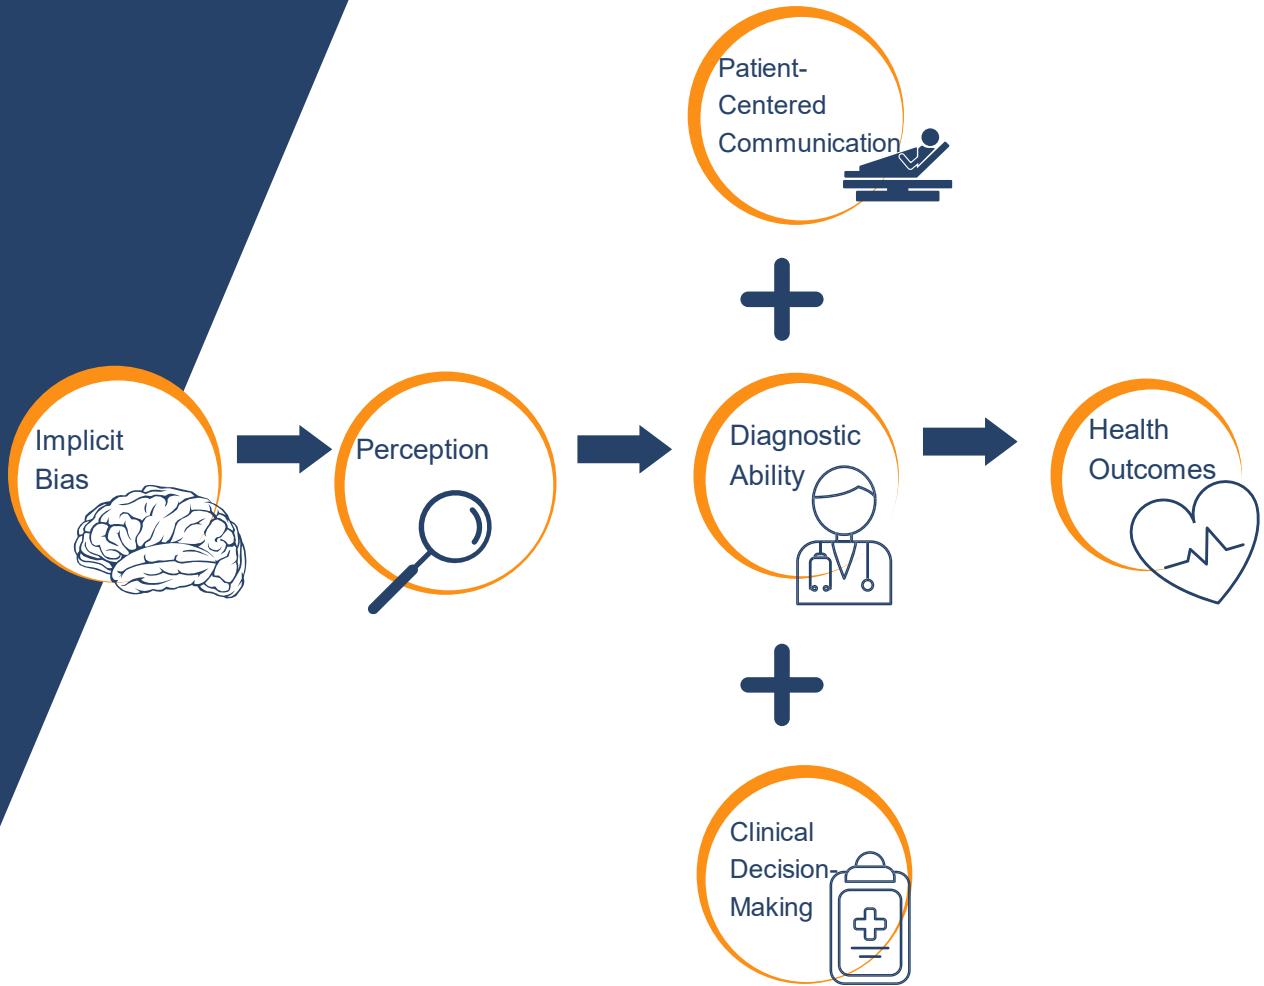 Patient-
Centered
Communication
Implicit
Bias
Perception
Diagnostic
Ability
Health
Outcomes
Clinical
Decision-
Making